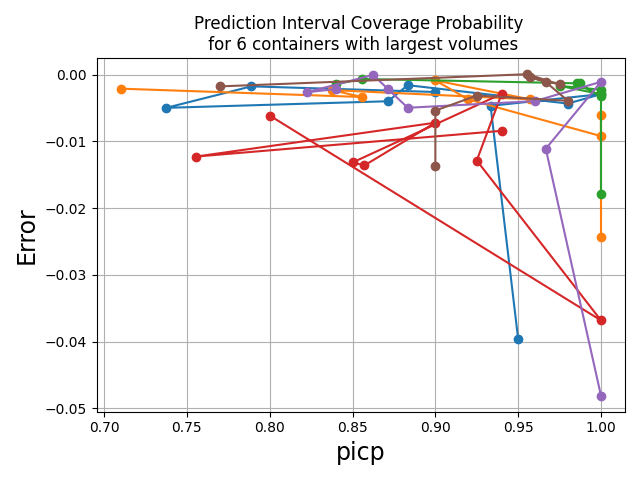 Prediction Interval Coverage Probability
for 6 containers with largest volumes
0.00
−0.01
−0.02
−0.03
−0.04
−0.05
Error
0.70 0.75 0.80 0.85 0.90 0.95 1.00
picp